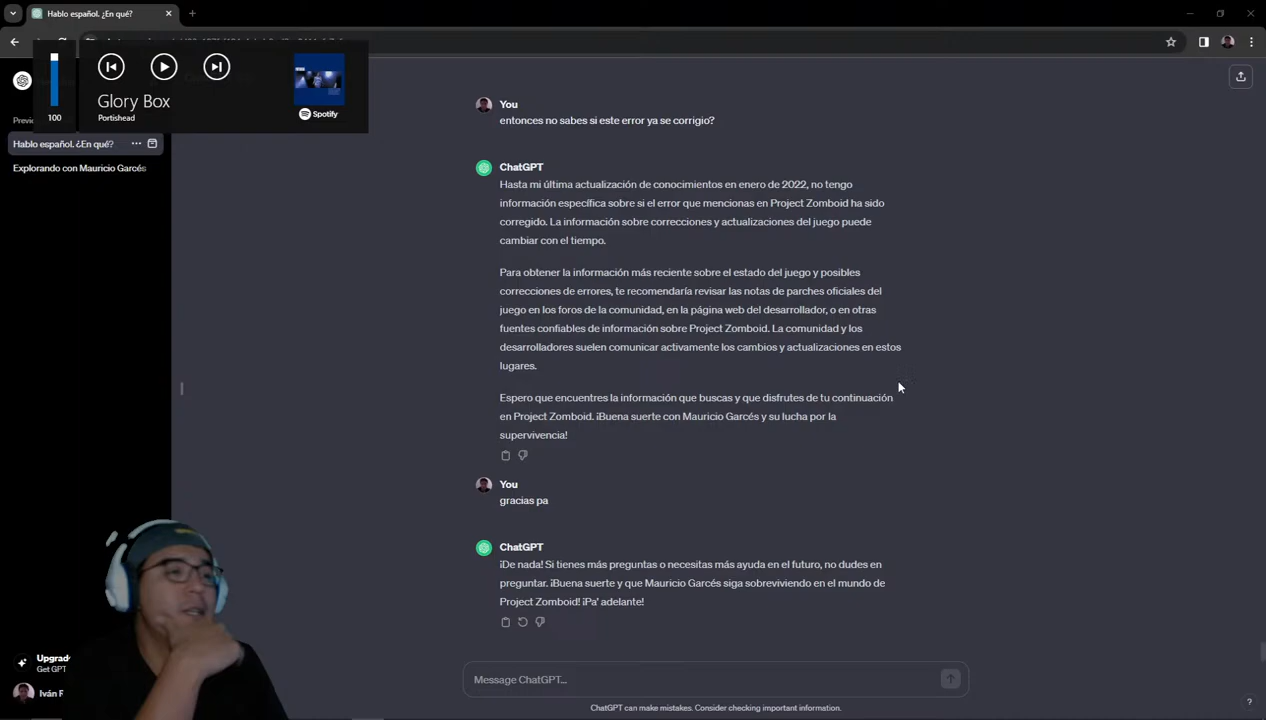 Hablo español. ¿En qué?
100
Glory Box
Portishead
Spotify
Hablo español. ¿En qué?
Explorando con Mauricio Garcés
You
entonces no sabes si este error ya se corrigio?
ChatGPT
Hasta mi última actualización de conocimientos en enero de 2022, no tengo
información específica sobre si el error que mencionas en Project Zomboid ha sido
corregido. La información sobre correcciones y actualizaciones del juego puede
cambiar con el tiempo.
Para obtener la información más reciente sobre el estado del juego y posibles
correcciones de errores, te recomendaría revisar las notas de parches oficiales del
juego en los foros de la comunidad, en la página web del desarrollador, o en otras
fuentes confiables de información sobre Project Zomboid. La comunidad y los
desarrolladores suelen comunicar activamente los cambios y actualizaciones en estos
lugares.
Espero que encuentres la información que buscas y que disfrutes de tu continuación
en Project Zomboid. ¡Buena suerte con Mauricio Garcés y su lucha por la
supervivencia!
You
gracias pa
ChatGPT
¡De nada! Si tienes más preguntas o necesitas más ayuda en el futuro, no dudes en
preguntar. ¡Buena suerte y que Mauricio Garcés siga sobreviviendo en el mundo de
Project Zomboid! ¡Pa' adelante!
Get GPT
Iván
Message ChatGPT...
ChatGPT can make mistakes. Consider checking important information.
?